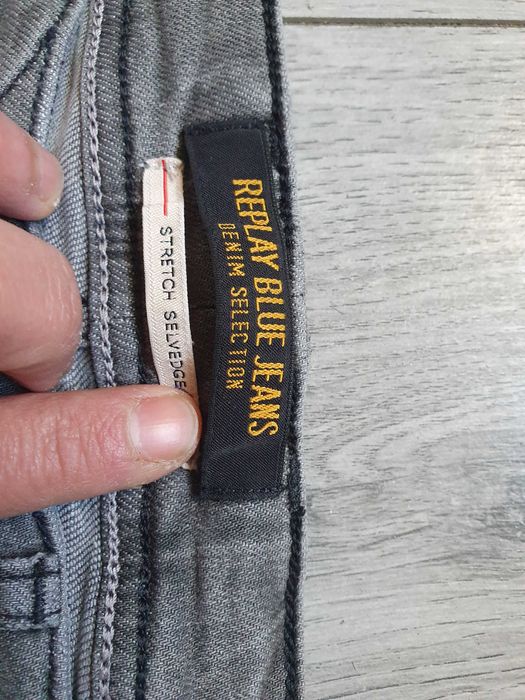 REPLAY BLUE JEANS
DENIM SELECTION
STRETCH SELVEDGE